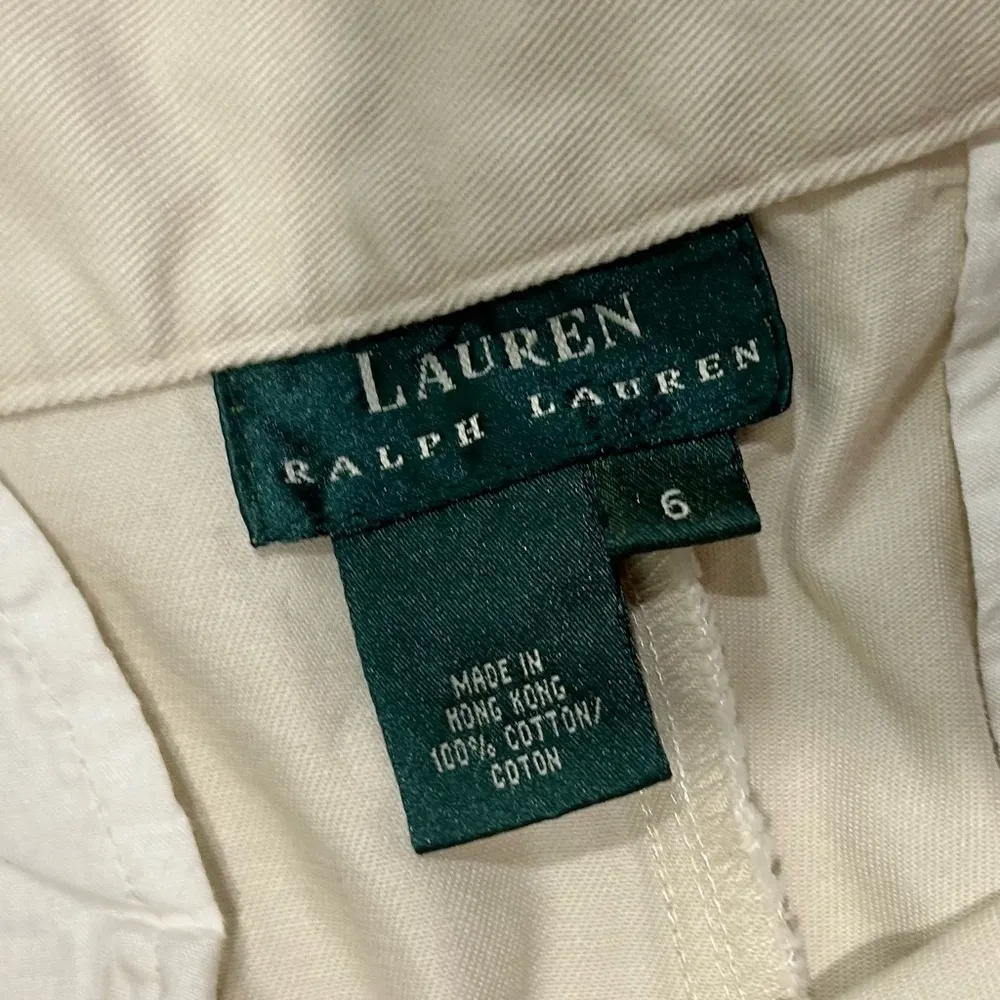 LAUREN
RALPH LAUREN
6
MADE IN
HONG KONG
100% COTTON/
COTON